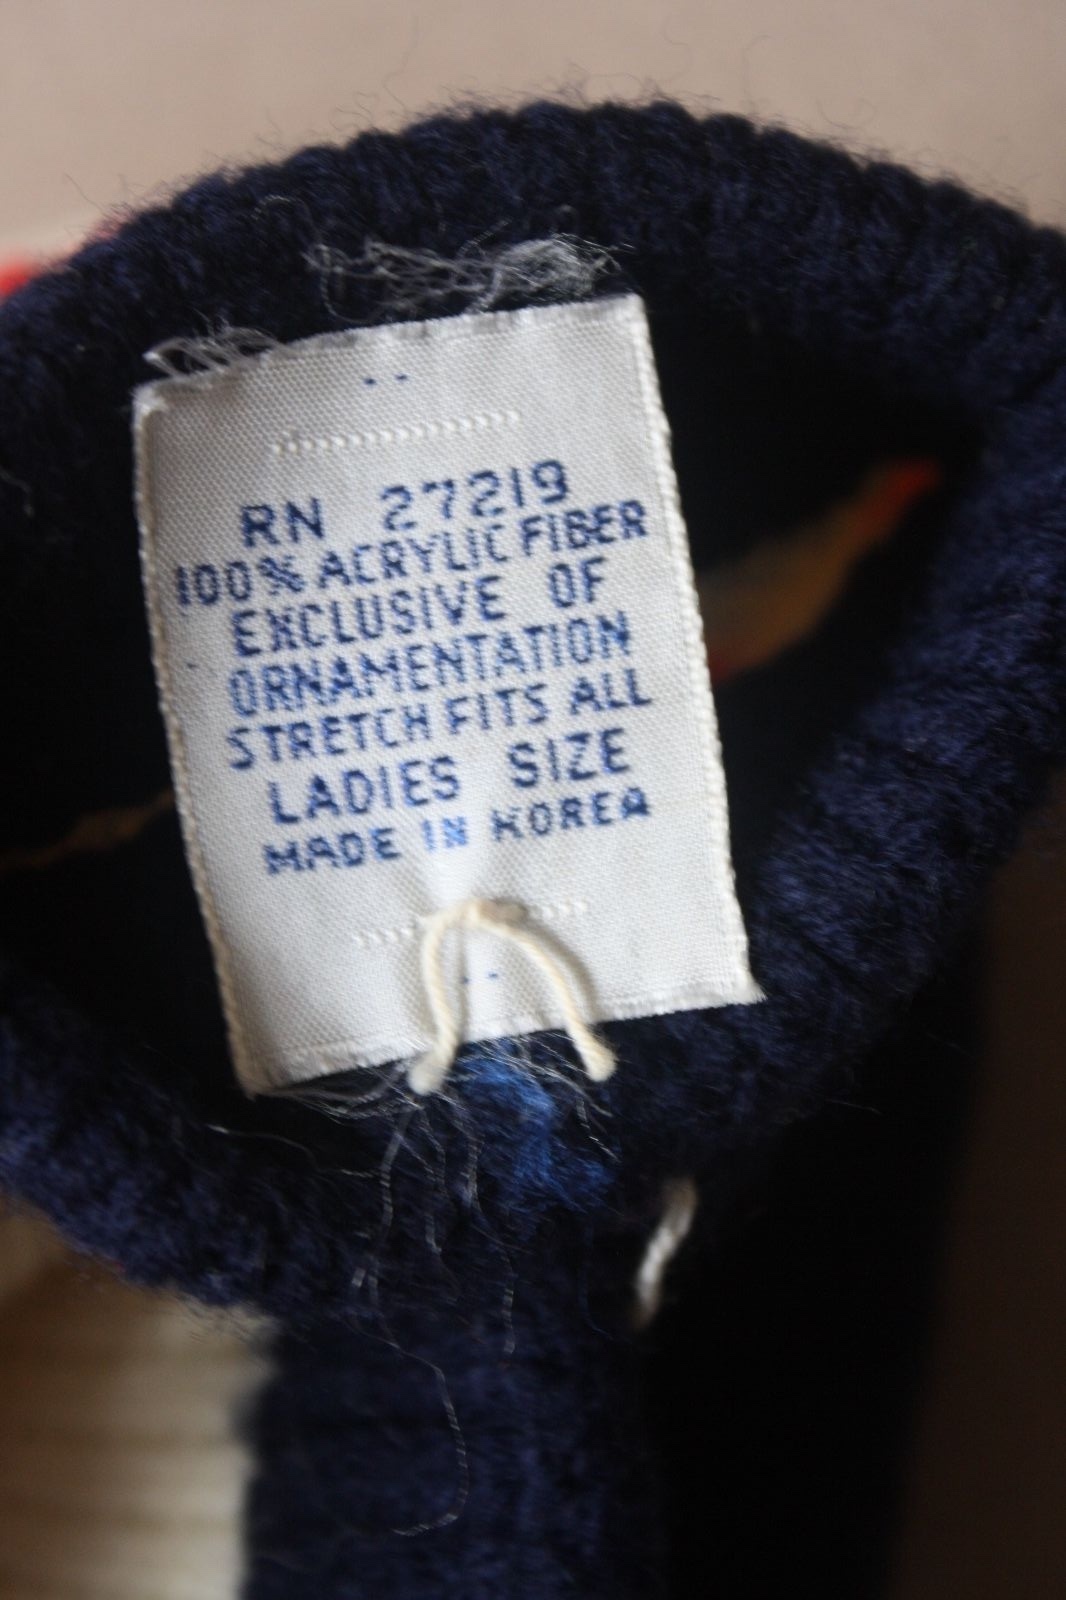 RN 27219
100% ACRYLIC FIBER
EXCLUSIVE OF
ORNAMENTATION
STRETCH FITS ALL
LADIES SIZE
MADE IN KOREA